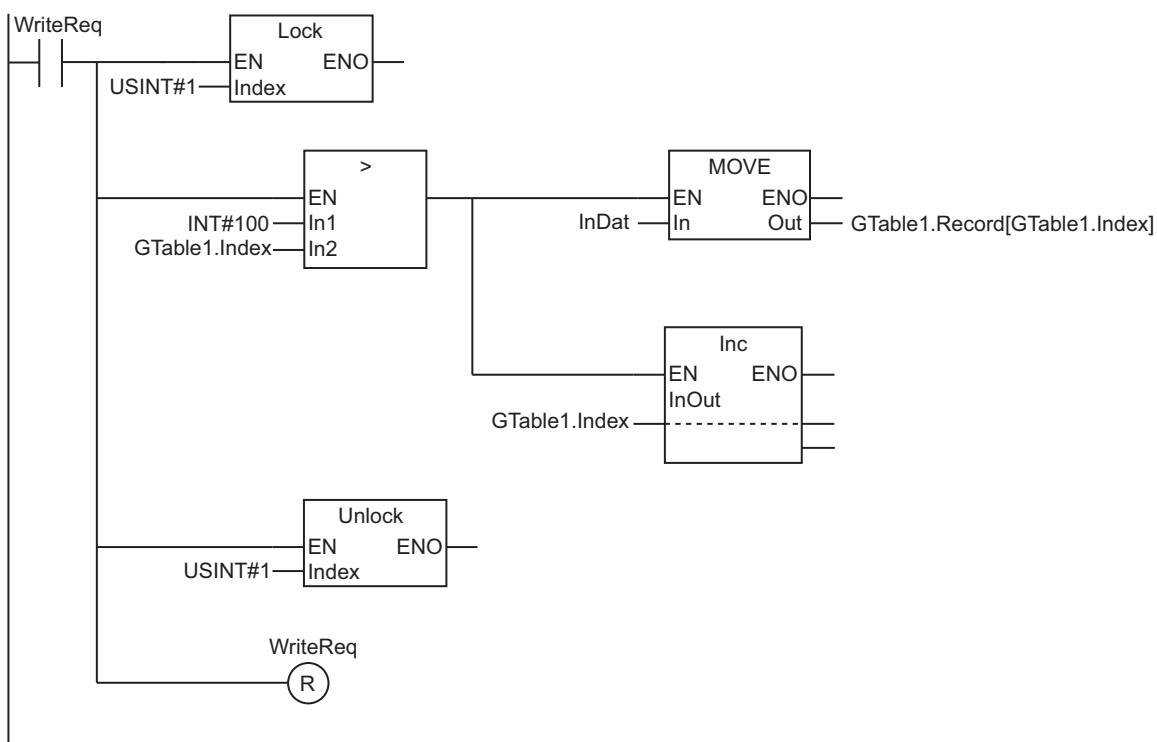 WriteReq
Lock
EN ENO
USINT#1 Index
>
EN
INT#100 In1
GTable1.Index In2
MOVE
EN ENO
InDat In Out GTable1.Record[GTable1.Index]
Inc
EN ENO
InOut
GTable1.Index
Unlock
EN ENO
USINT#1 Index
WriteReq
R